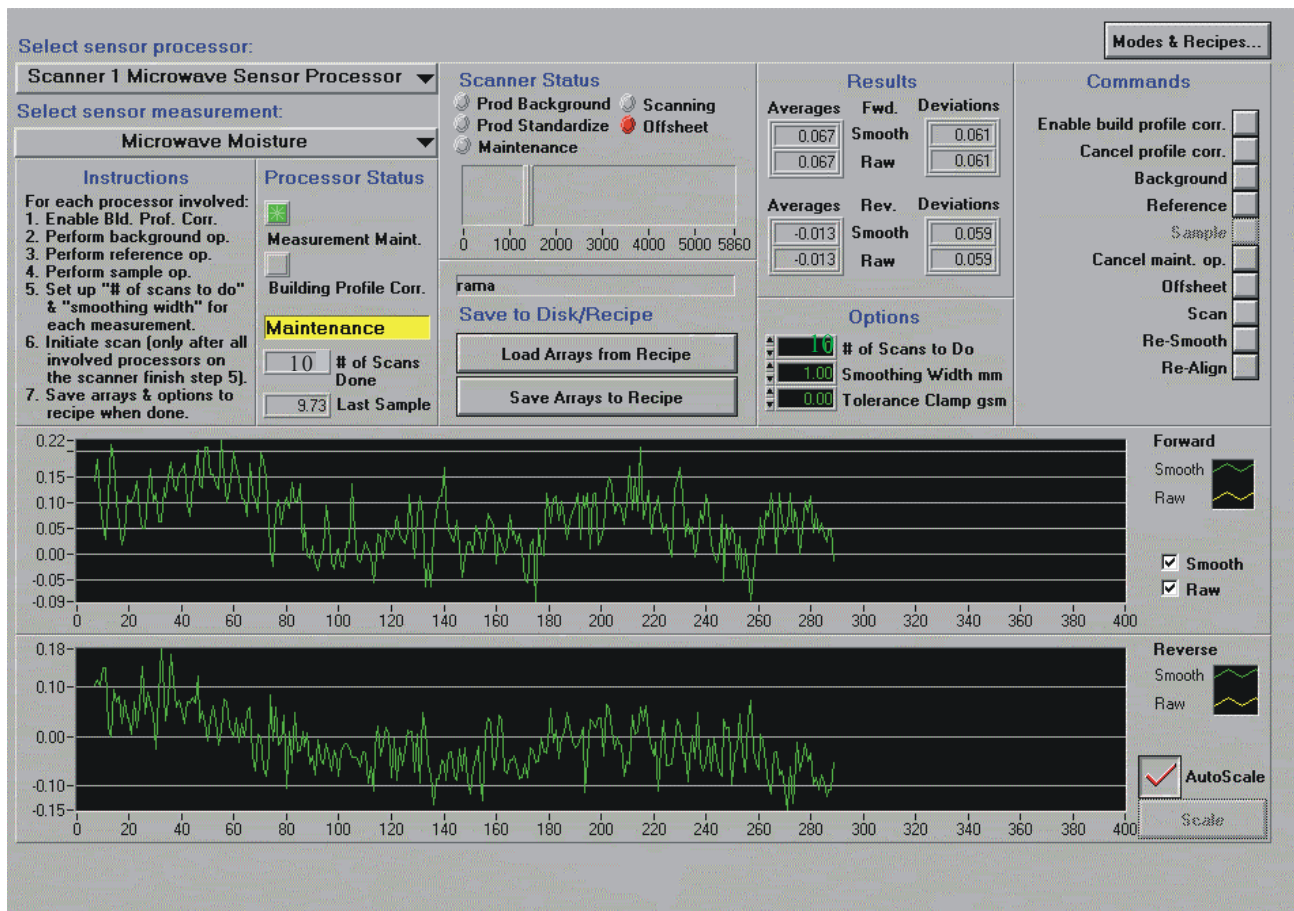 Select sensor processor:
Scanner 1 Microwave Sensor Processor
Select sensor measurement:
Microwave Moisture
Modes & Recipes...
Instructions
For each processor involved:
1. Enable Bld. Prof. Corr.
2. Perform background op.
3. Perform reference op.
4. Perform sample op.
5. Set up "# of scans to do"
& "smoothing width" for
each measurement.
6. Initiate scan (only after all
involved processors on
the scanner finish step 5).
7. Save arrays & options to
recipe when done.
Processor Status
Measurement Maint.
Building Profile Corr.
Maintenance
10 # of Scans
Done
9.73 Last Sample
Scanner Status
Prod Background Scanning
Prod Standardize Offsheet
Maintenance
0 1000 2000 3000 4000 5000 5860
rama
Save to Disk/Recipe
Load Arrays from Recipe
Save Arrays to Recipe
Results
Averages Fwd. Deviations
0.067 Smooth 0.061
0.067 Raw 0.061
Averages Rev. Deviations
-0.013 Smooth 0.059
-0.013 Raw 0.059
Options
10 # of Scans to Do
1.00 Smoothing Width mm
0.00 Tolerance Clamp gsm
Commands
Enable build profile corr.
Cancel profile corr.
Background
Reference
Sample
Cancel maint. op.
Offsheet
Scan
Re-Smooth
Re-Align
0.22
0.15
0.10
0.05
0.00
-0.05
-0.09
0 20 40 60 80 100 120 140 160 180 200 220 240 260 280 300 320 340 360 380 400
Forward
Smooth
Raw
Smooth
Raw
0.18
0.10
0.00
-0.10
-0.15
0 20 40 60 80 100 120 140 160 180 200 220 240 260 280 300 320 340 360 380 400
Reverse
Smooth
Raw
AutoScale
Scale